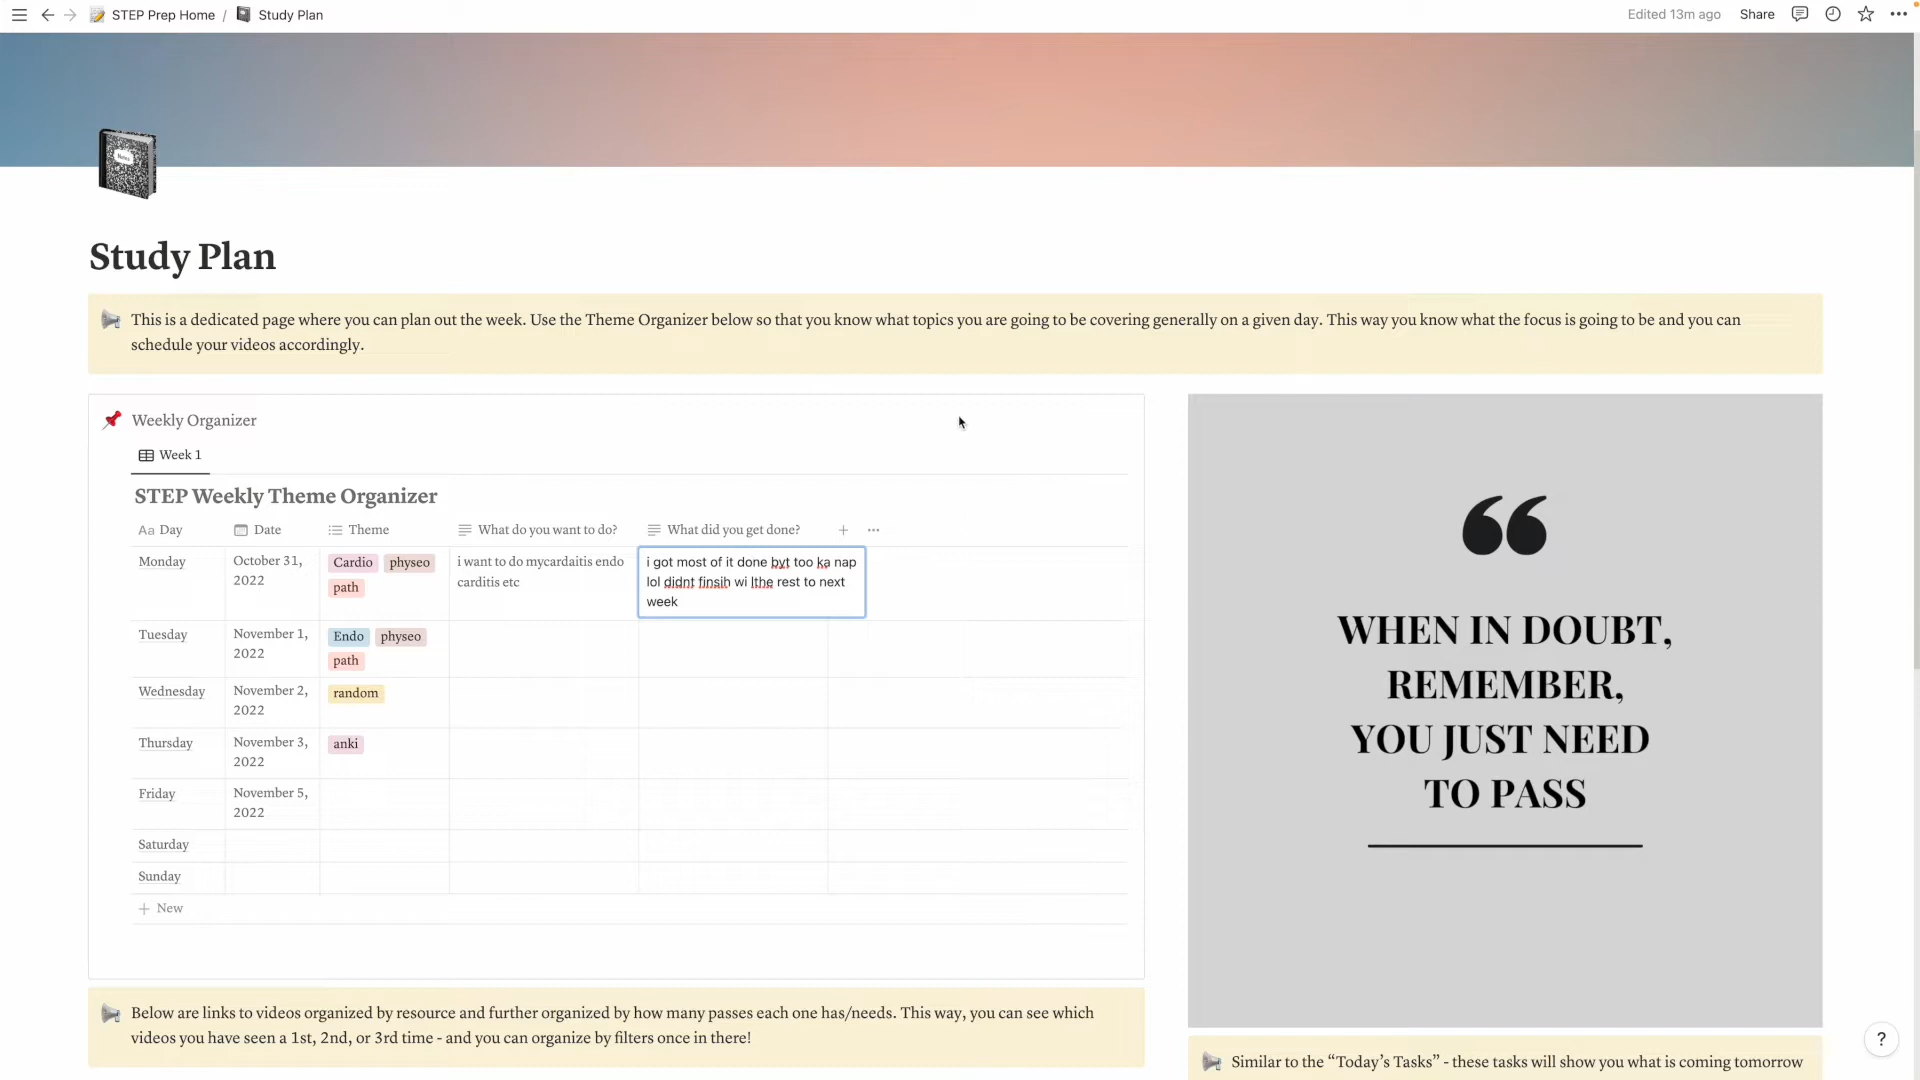 STEP Prep Home / Study Plan
Edited 13m ago Share
Notes
Study Plan
This is a dedicated page where you can plan out the week. Use the Theme Organizer below so that you know what topics you are going to be covering generally on a given day. This way you know what the focus is going to be and you can
schedule your videos accordingly.
Weekly Organizer
Week 1
STEP Weekly Theme Organizer
Aa Day Date Theme What do you want to do? What did you get done?
Monday October 31, Cardio physeo i want to do mycardaitis endo i got most of it done byt too ka nap
2022 path carditis etc lol didnt finsih wi lthe rest to next
week
Tuesday November 1, Endo physeo
2022 path
Wednesday November 2, random
2022
Thursday November 3, anki
2022
Friday November 5,
2022
Saturday
Sunday
+ New
“
WHEN IN DOUBT,
REMEMBER,
YOU JUST NEED
TO PASS
Below are links to videos organized by resource and further organized by how many passes each one has/needs. This way, you can see which
videos you have seen a 1st, 2nd, or 3rd time - and you can organize by filters once in there!
Similar to the “Today’s Tasks” - these tasks will show you what is coming tomorrow
?